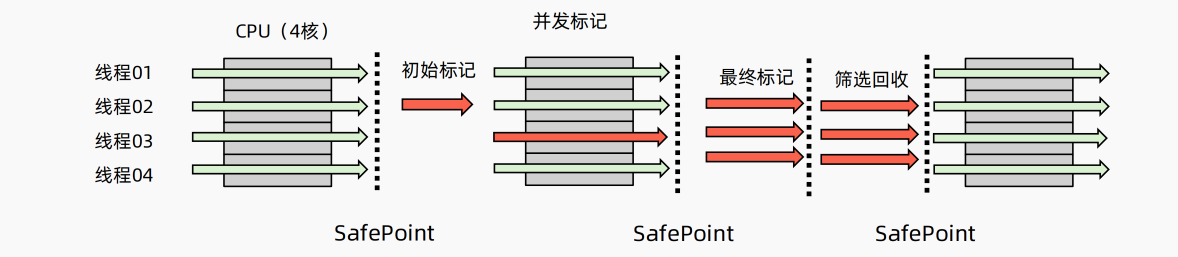 CPU（4核）
并发标记
线程01
初始标记
最终标记
筛选回收
线程02
线程03
线程04
SafePoint
SafePoint
SafePoint